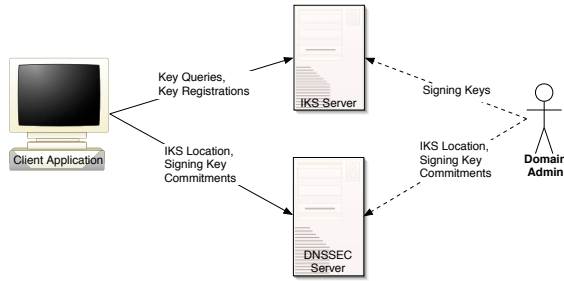 Key Queries,
Key Registrations
IKS Server
Signing Keys
Client Application
IKS Location,
Signing Key
Commitments
IKS Location,
Signing Key
Commitments
Domain
Admin
DNSSEC
Server